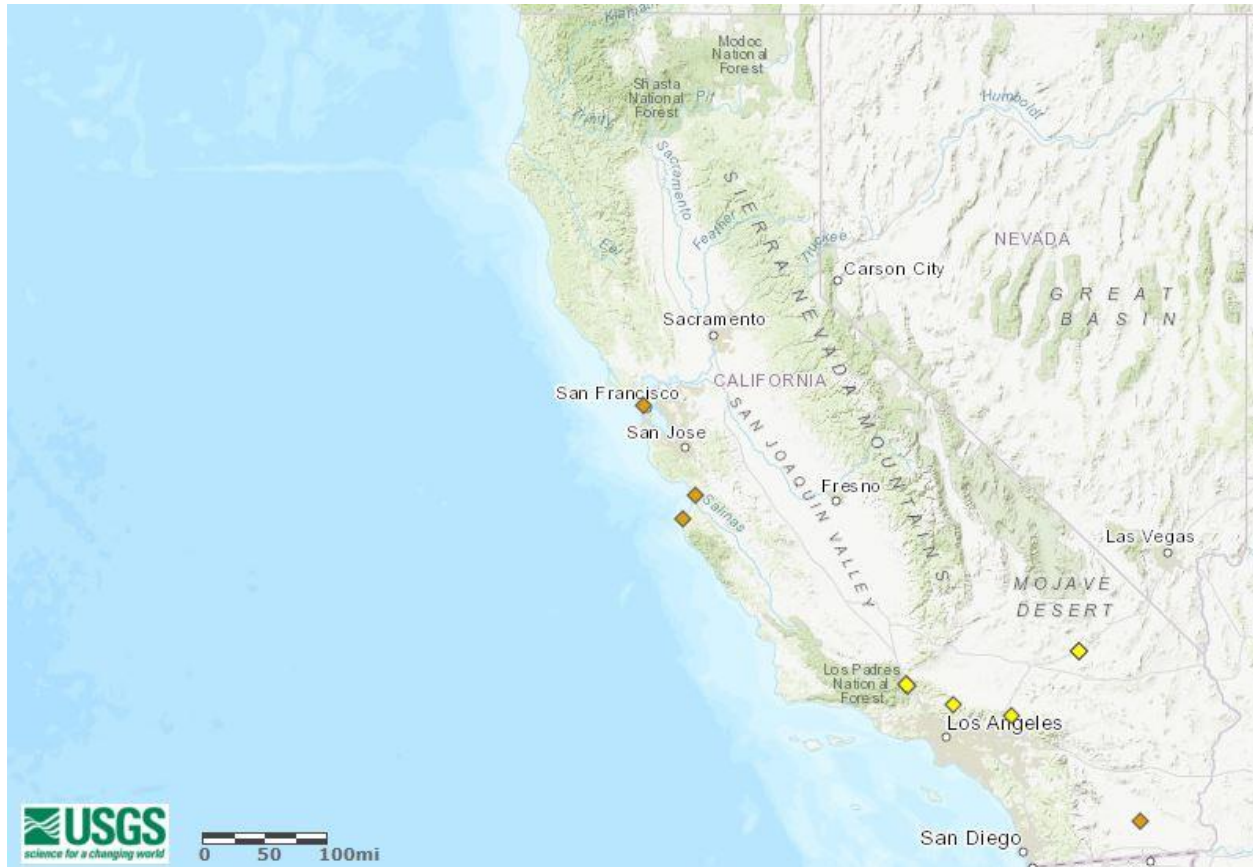 Klamath
Modoc
National
Forest
Shasta
National
Forest
Pit
Trinity
Humboldt
Sacramento
SIERRA NEVADA MOUNTAINS
Feather
Truckee
Eel
NEVADA
Carson City
GREAT
BASIN
Sacramento
CALIFORNIA
San Francisco
San Jose
SAN JOAQUIN VALLEY
Fresno
Salinas
Las Vegas
MOJAVE
DESERT
Los Padres
National
Forest
Los Angeles
San Diego
USGS
science for a changing world
0 50 100mi